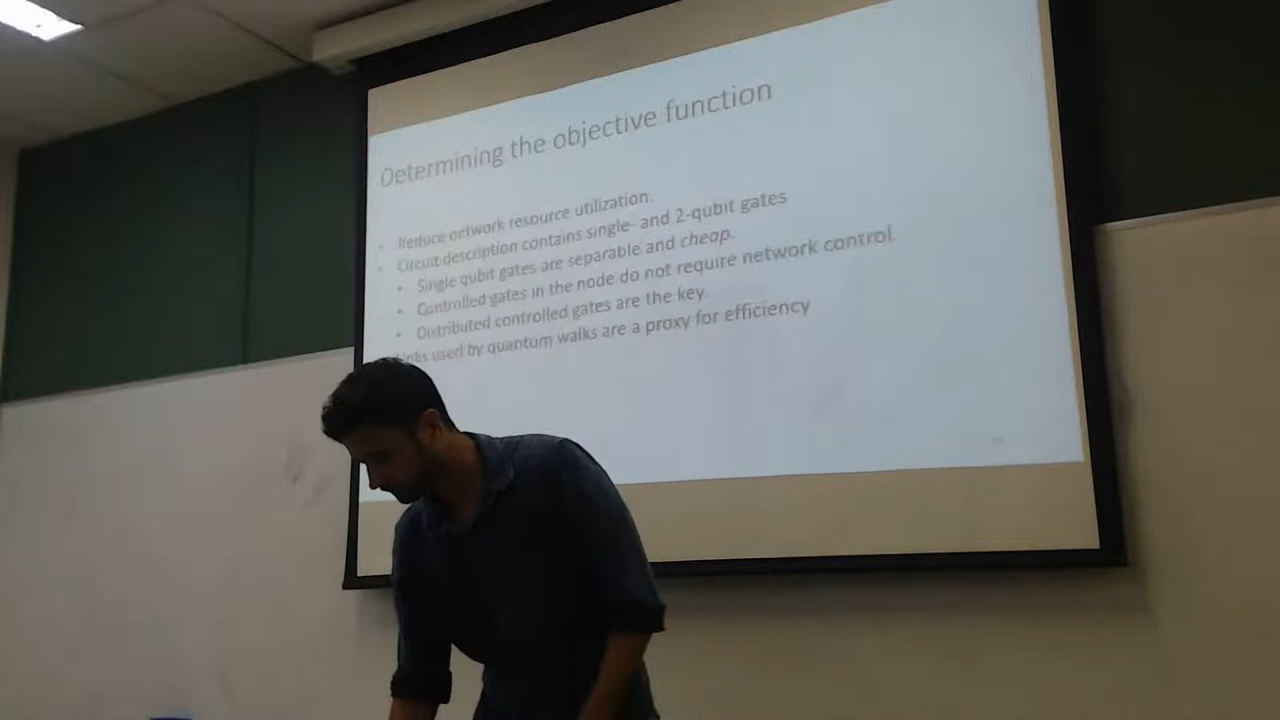 Determining the objective function
Reduce network resource utilization.
Circuit description contains single- and 2-qubit gates
Single qubit gates are separable and cheap.
Controlled gates in the node do not require network control.
Distributed controlled gates are the key.
Links used by quantum walks are a proxy for efficiency